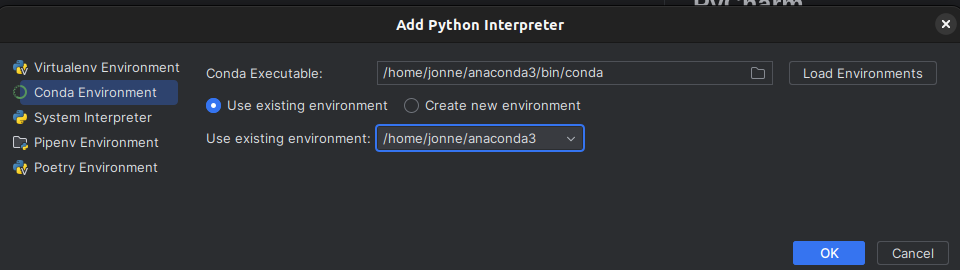 PyCharm
Add Python Interpreter
Virtualenv Environment
Conda Environment
System Interpreter
Pipenv Environment
Poetry Environment
Conda Executable: /home/jonne/anaconda3/bin/conda Load Environments
Use existing environment Create new environment
Use existing environment: /home/jonne/anaconda3
OK Cancel